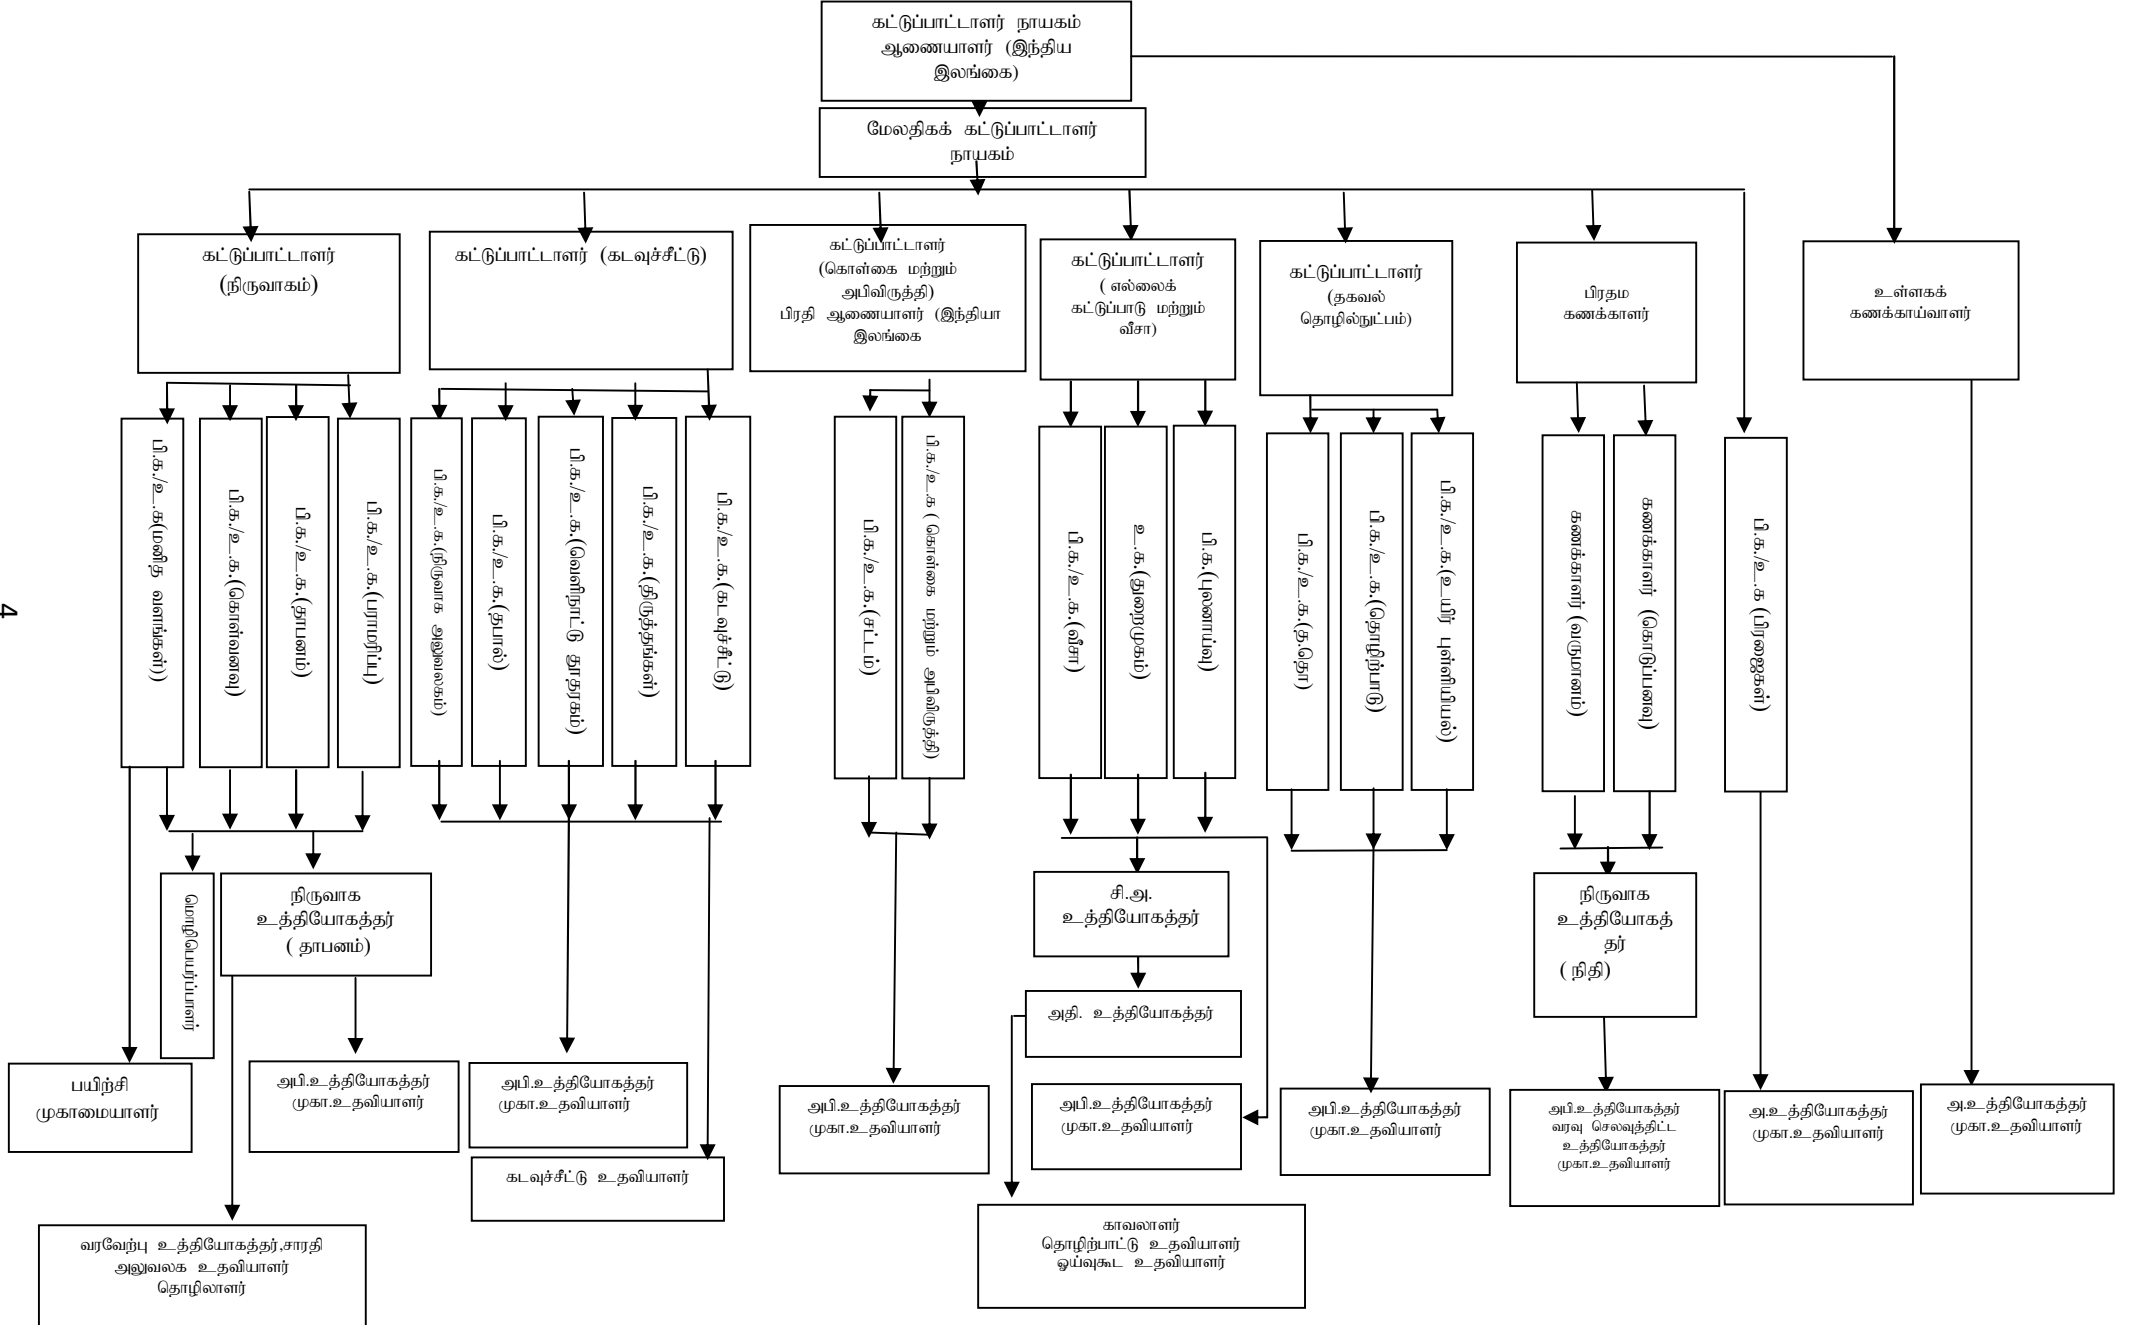 கட்டுப்பாட்டாளர் நாயகம்
ஆணையாளர் (இந்திய
இலங்கை)
மேலதிகக் கட்டுப்பாட்டாளர்
நாயகம்
கட்டுப்பாட்டாளர்
(நிருவாகம்)
கட்டுப்பாட்டாளர் (கடவுச்சீட்டு)
கட்டுப்பாட்டாளர்
(கொள்கை மற்றும்
அபிவிருத்தி)
பிரதி ஆணையாளர் (இந்தியா
இலங்கை
கட்டுப்பாட்டாளர்
( எல்லைக்
கட்டுப்பாடு மற்றும்
வீசா)
கட்டுப்பாட்டாளர்
(தகவல்
தொழில்நுட்பம்)
பிரதம
கணக்காளர்
உள்ளகக்
கணக்காய்வாளர்
பி.க./உ.க(மனித வளங்கள்)
பி.க./உ.க.(கொள்வனவு)
பி.க./உ.க.(தாபனம்)
பி.க./உ.க.(பராமரிப்பு)
பி.க./உ.க.(நிருவாக அலுவலகம்)
பி.க./உ.க.(தபால்)
பி.க./உ.க.(வெளிநாட்டு தூதரகம்)
பி.க./உ.க.(திருத்தங்கள்)
பி.க./உ.க.(கடவுச்சீட்டு)
பி.க./உ.க.(சட்டம்)
பி.க./உ.க ( கொள்கை மற்றும் அபிவிருத்தி)
பி.க./உ.க.(வீசா)
உ.க.(துறைமுகம்)
பி.க.(புலனாய்வு)
பி.க./உ.க.(த.தொ)
பி.க./உ.க.(தொழிற்பாடு)
பி.க./உ.க.(உயிர் புள்ளியியல்)
கணக்காளர் (வருமானம்)
கணக்காளர் (கொடுப்பனவு)
பி.க./உ.க (பிரஜைகள்)
4
மொழிபெயர்ப்பாளர்
நிருவாக
உத்தியோகத்தர்
( தாபனம்)
சி.அ.
உத்தியோகத்தர்
நிருவாக
உத்தியோகத்
தர்
( நிதி)
அதி. உத்தியோகத்தர்
பயிற்சி
முகாமையாளர்
அபி.உத்தியோகத்தர்
முகா.உதவியாளர்
அபி.உத்தியோகத்தர்
முகா.உதவியாளர்
கடவுச்சீட்டு உதவியாளர்
அபி.உத்தியோகத்தர்
முகா.உதவியாளர்
அபி.உத்தியோகத்தர்
முகா.உதவியாளர்
அபி.உத்தியோகத்தர்
முகா.உதவியாளர்
அபி.உத்தியோகத்தர்
வரவு செலவுத்திட்ட
உத்தியோகத்தர்
முகா.உதவியாளர்
அ.உத்தியோகத்தர்
முகா.உதவியாளர்
அ.உத்தியோகத்தர்
முகா.உதவியாளர்
வரவேற்பு உத்தியோகத்தர்,சாரதி
அலுவலக உதவியாளர்
தொழிலாளர்
காவலாளர்
தொழிற்பாட்டு உதவியாளர்
ஓய்வுகூட உதவியாளர்